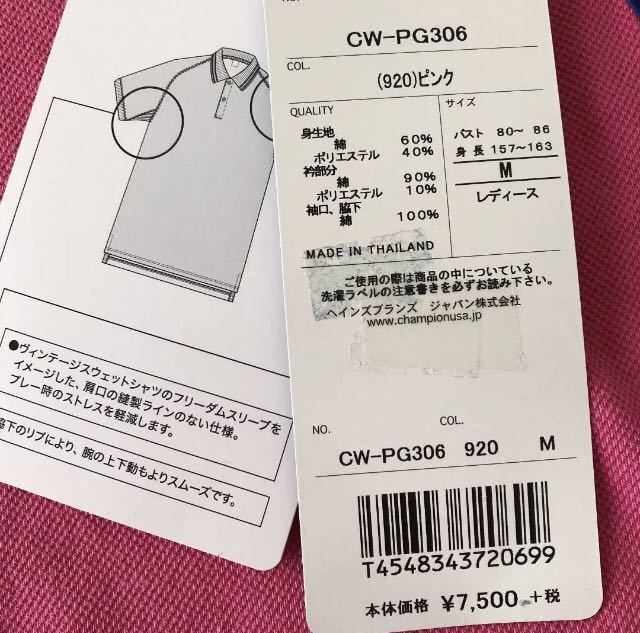 CW-PG306
COL.
(920)ピンク
QUALITY
身生地
綿 60%
ポリエステル 40%
衿部分
綿 90%
ポリエステル 10%
袖口、脇下
綿 100%
サイズ
バスト 80〜 86
身 長 157〜163
M
レディース
MADE IN THAILAND
ご使用の際は商品の中についている
洗濯ラベルの注意書きを必ずお読み下さい。
ヘインズブランズ ジャパン株式会社
www.championusa.jp
NO. COL.
CW-PG306 920 M
T4548343720699
本体価格 ¥7,500 +税
●ヴィンテージスウェットシャツのフリーダムスリーブを
イメージした、肩口の縫製ラインのない仕様。
プレー時のストレスを軽減します。
脇下のリブにより、腕の上下動もよりスムーズです。